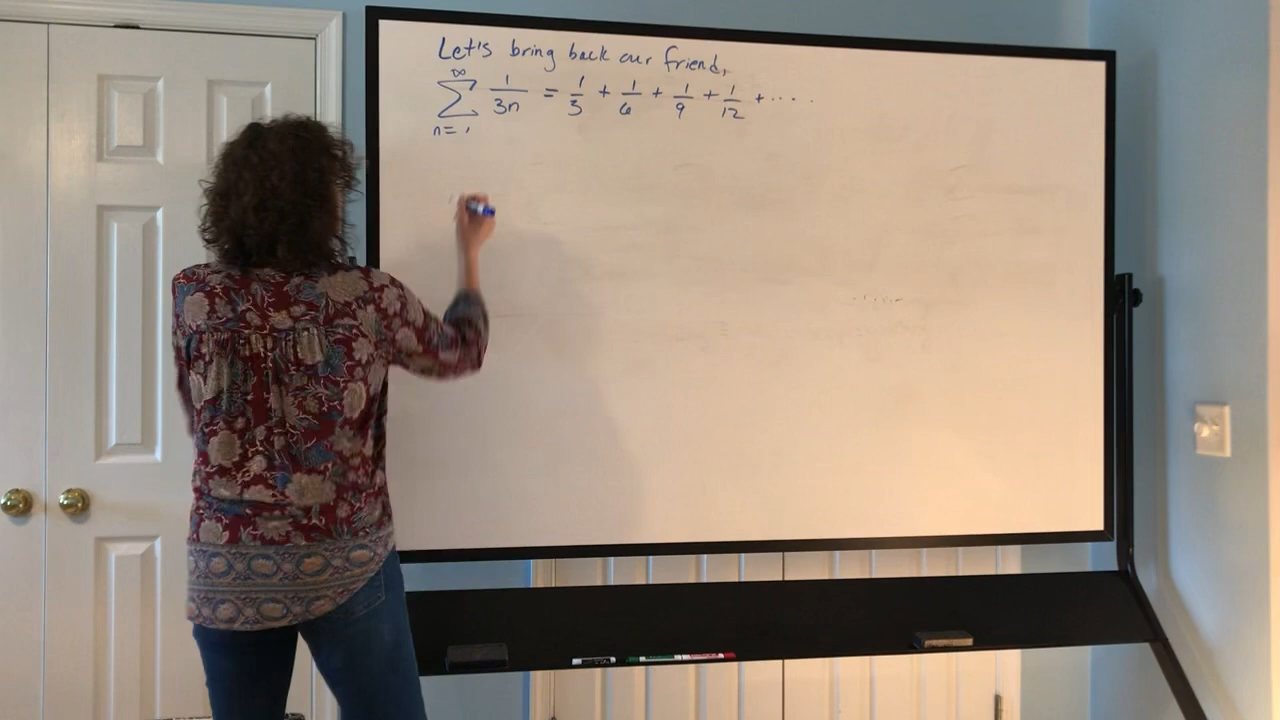 Let's bring back our friend,
∞
∑ 1/3n = 1/3 + 1/6 + 1/9 + 1/12 + ....
n=1